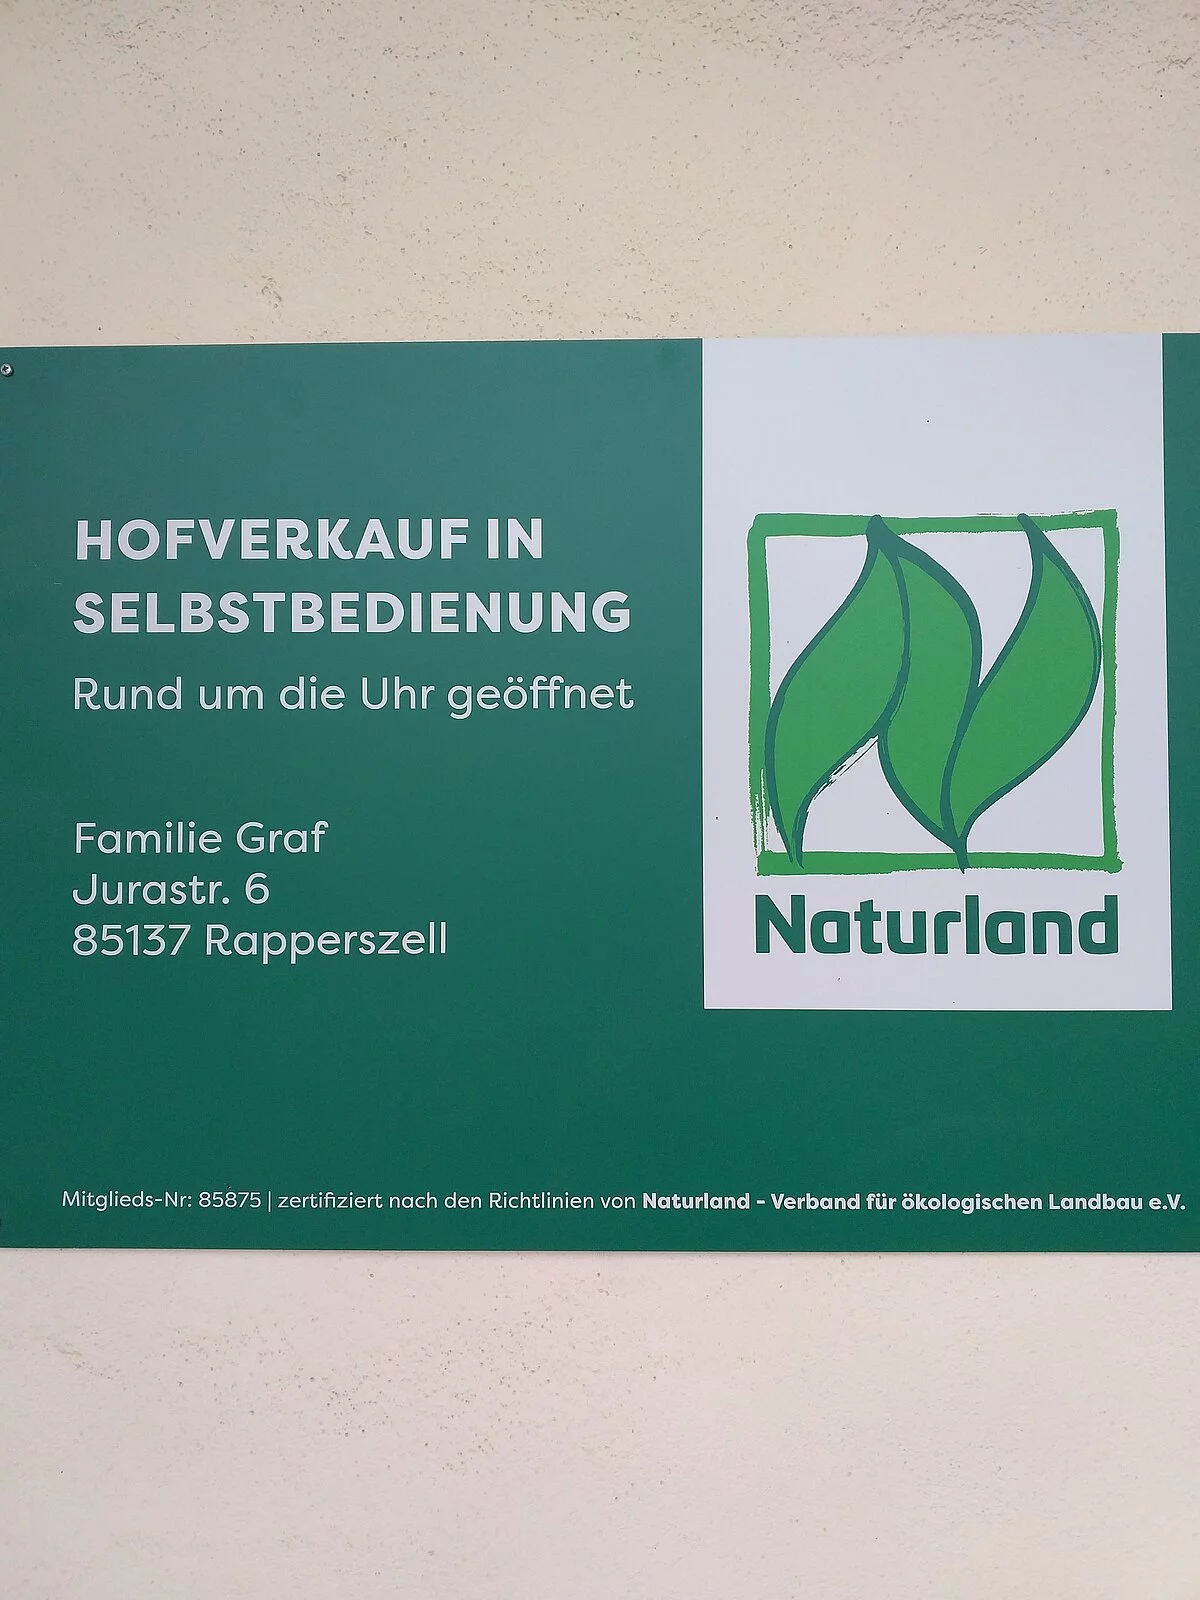 HOFVERKAUF IN
SELBSTBEDIENUNG
Rund um die Uhr geöffnet
Familie Graf
Jurastr. 6
85137 Rapperszell
Naturland
Mitglieds-Nr: 85875 | zertifiziert nach den Richtlinien von Naturland - Verband für ökologischen Landbau e.V.